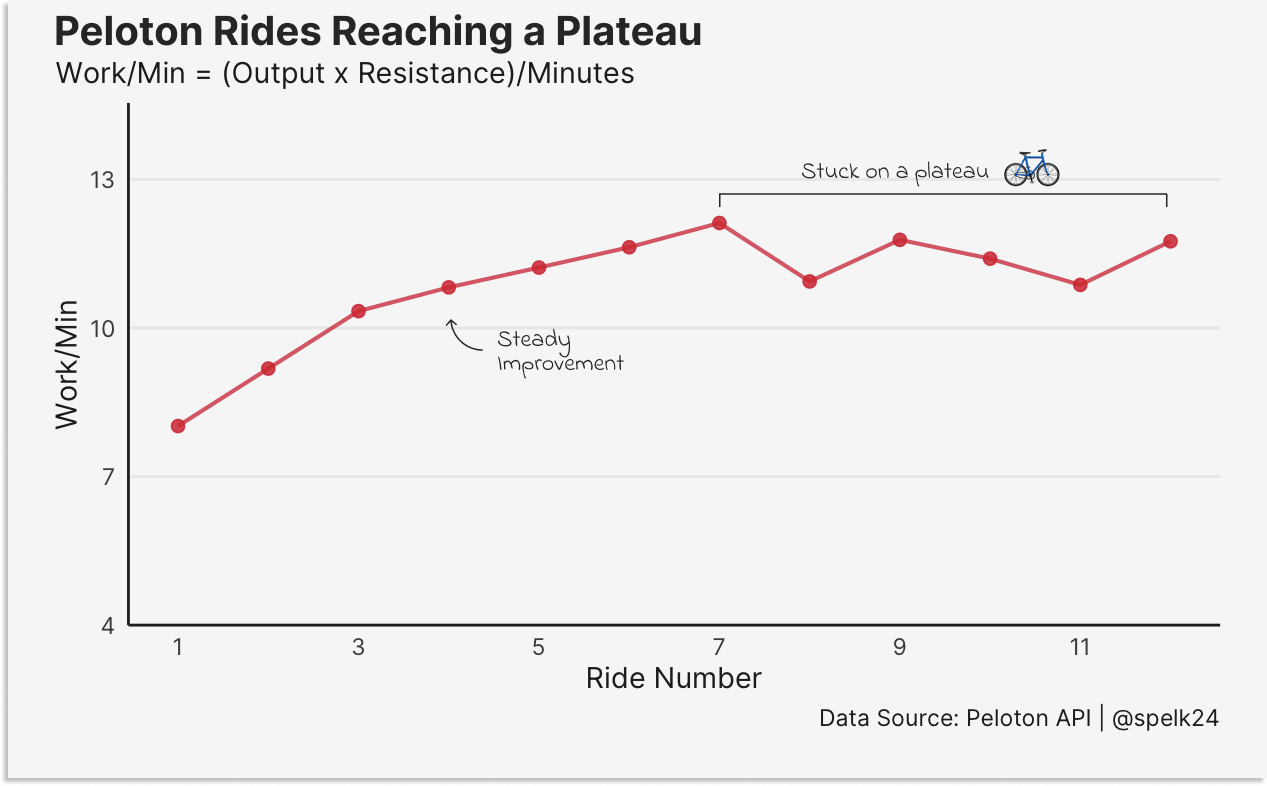 Peloton Rides Reaching a Plateau
Work/Min = (Output x Resistance)/Minutes
13
Stuck on a plateau
10
Steady
Improvement
Work/Min
7
4
1 3 5 7 9 11
Ride Number
Data Source: Peloton API | @spelk24